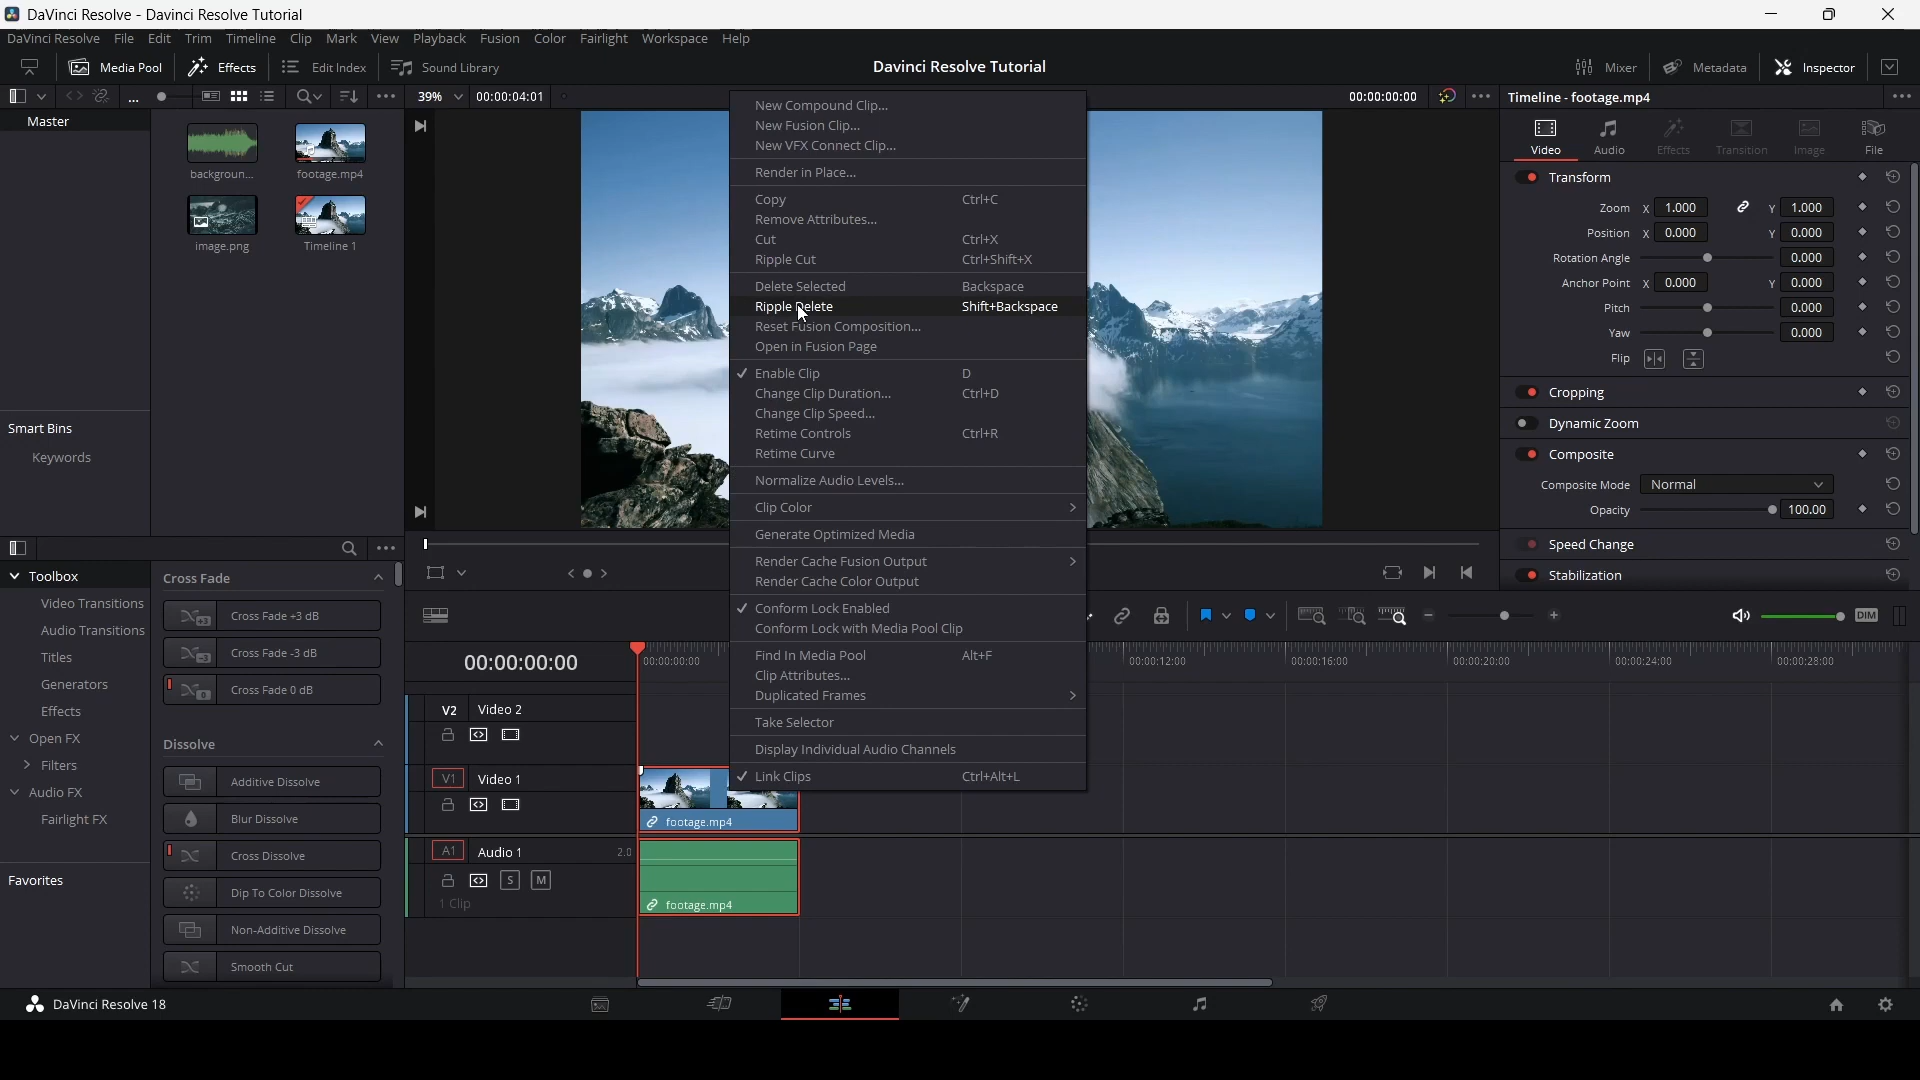 DaVinci Resolve - Davinci Resolve Tutorial
DaVinci Resolve File Edit Trim Timeline Clip Mark View Playback Fusion Color Fairlight Workspace Help
Media Pool Effects Edit Index Sound Library
Davinci Resolve Tutorial
Mixer Metadata Inspector
39% 00:00:04:01
00:00:00:00
Timeline - footage.mp4
Master
backgroun...
footage.mp4
image.png
Timeline 1
Smart Bins
Keywords
New Compound Clip...
New Fusion Clip...
New VFX Connect Clip...
Render in Place...
Copy Ctrl+C
Remove Attributes...
Cut Ctrl+X
Ripple Cut Ctrl+Shift+X
Delete Selected Backspace
Ripple Delete Shift+Backspace
Reset Fusion Composition...
Open in Fusion Page
Enable Clip D
Change Clip Duration... Ctrl+D
Change Clip Speed...
Retime Controls Ctrl+R
Retime Curve
Normalize Audio Levels...
Clip Color
Generate Optimized Media
Render Cache Fusion Output
Render Cache Color Output
Conform Lock Enabled
Conform Lock with Media Pool Clip
Find In Media Pool Alt+F
Clip Attributes...
Duplicated Frames
Take Selector
Display Individual Audio Channels
Link Clips Ctrl+Alt+L
Video Audio Effects Transition Image File
Transform
Zoom X 1.000 Y 1.000
Position X 0.000 Y 0.000
Rotation Angle 0.000
Anchor Point X 0.000 Y 0.000
Pitch 0.000
Yaw 0.000
Flip
Cropping
Dynamic Zoom
Composite
Composite Mode Normal
Opacity 100.00
Speed Change
Stabilization
Toolbox
Video Transitions
Audio Transitions
Titles
Generators
Effects
Open FX
Filters
Audio FX
Fairlight FX
Favorites
Cross Fade
+3 Cross Fade +3 dB
-3 Cross Fade -3 dB
0 Cross Fade 0 dB
Dissolve
Additive Dissolve
Blur Dissolve
Cross Dissolve
Dip To Color Dissolve
Non-Additive Dissolve
Smooth Cut
DIM
00:00:00:00
00:00:00:00 00:00:12:00 00:00:16:00 00:00:20:00 00:00:24:00 00:00:28:00
V2 Video 2
V1 Video 1
footage.mp4
A1 Audio 1 2.0
S M
1 Clip
footage.mp4
DaVinci Resolve 18